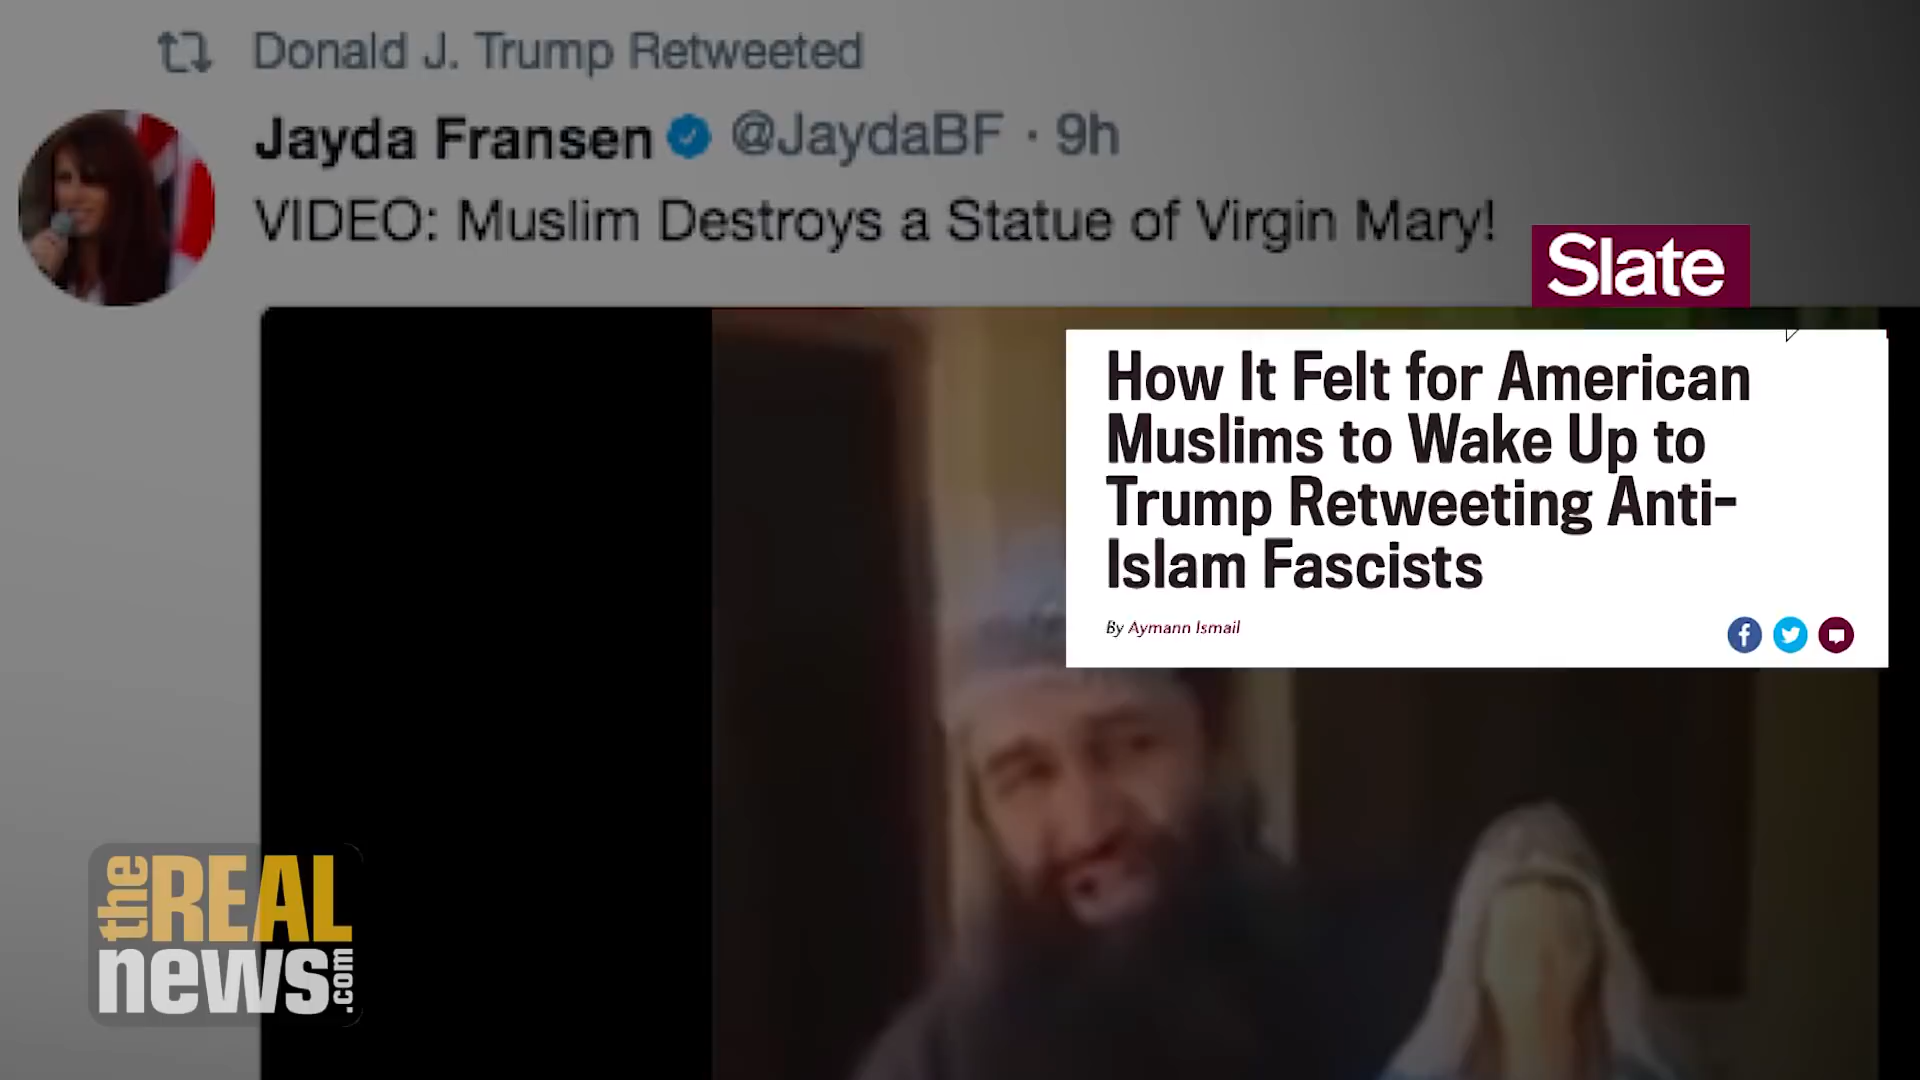 Donald J. Trump Retweeted
Jayda Fransen @JaydaBF · 9h
VIDEO: Muslim Destroys a Statue of Virgin Mary!
Slate
How It Felt for American
Muslims to Wake Up to
Trump Retweeting Anti-
Islam Fascists
By Aymann Ismail
the REAL
news.com